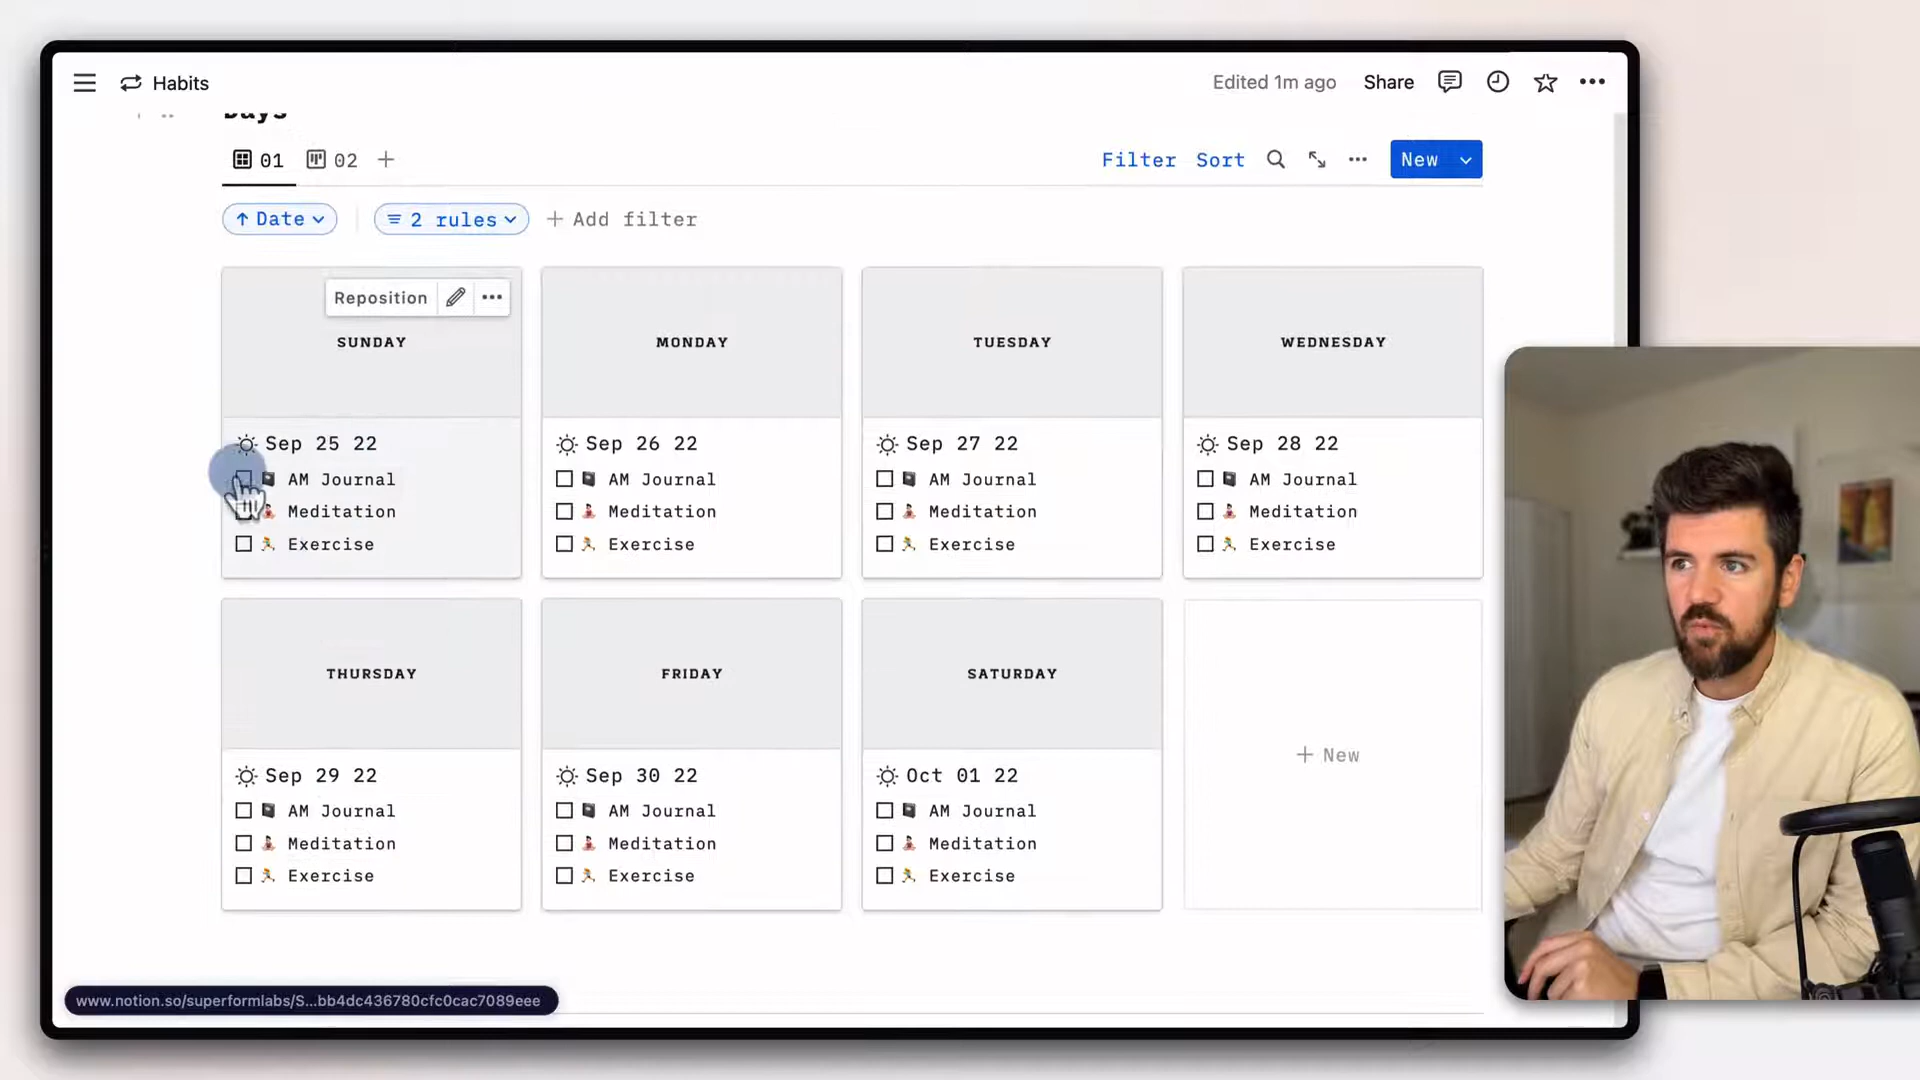 Habits
Edited 1m ago Share
Days
01 02
Filter Sort New
Date 2 rules + Add filter
Reposition
SUNDAY MONDAY TUESDAY WEDNESDAY
Sep 25 22 Sep 26 22 Sep 27 22 Sep 28 22
AM Journal AM Journal AM Journal AM Journal
Meditation Meditation Meditation Meditation
Exercise Exercise Exercise Exercise
THURSDAY FRIDAY SATURDAY
+ New
Sep 29 22 Sep 30 22 Oct 01 22
AM Journal AM Journal AM Journal
Meditation Meditation Meditation
Exercise Exercise Exercise
www.notion.so/superformlabs/S...bb4dc436780cfc0cac7089eee